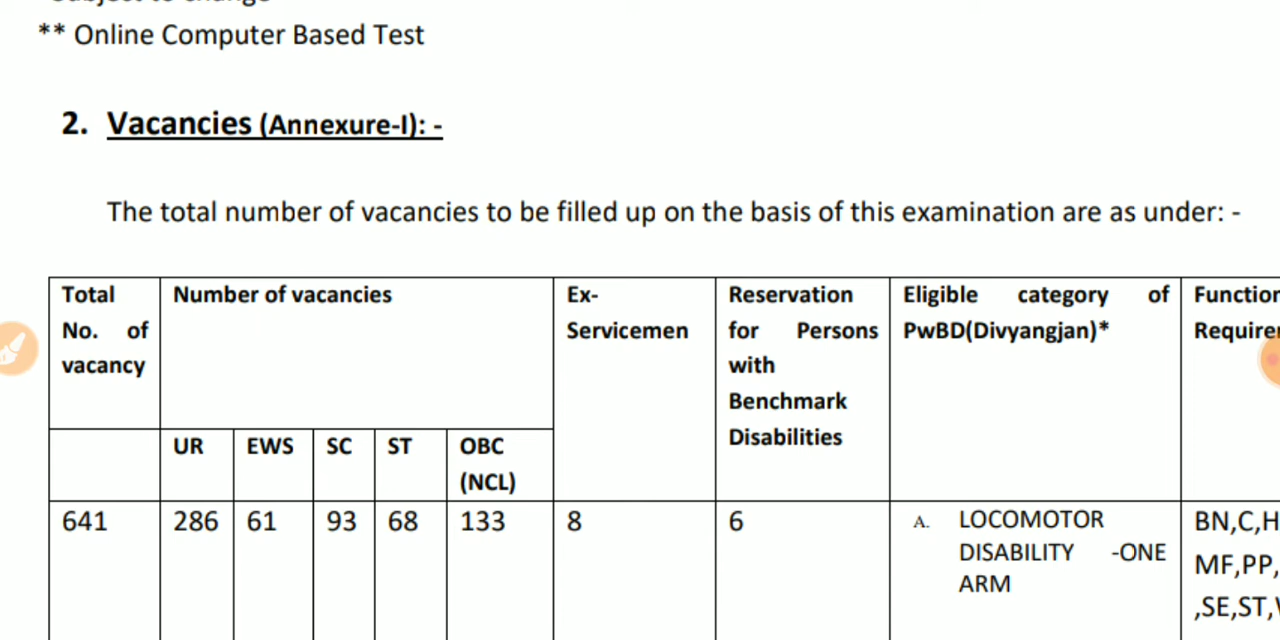 ** Online Computer Based Test
2. Vacancies (Annexure-I): -
The total number of vacancies to be filled up on the basis of this examination are as under: -
Total
No. of
vacancy
Number of vacancies
Ex-
Servicemen
Reservation
for Persons
with
Benchmark
Disabilities
Eligible category of
PwBD(Divyangjan)*
UR
EWS
SC
ST
OBC
(NCL)
641
286
61
93
68
133
8
6
A. LOCOMOTOR
DISABILITY -ONE
ARM
BN,C,H
MF,PP,
,SE,ST,